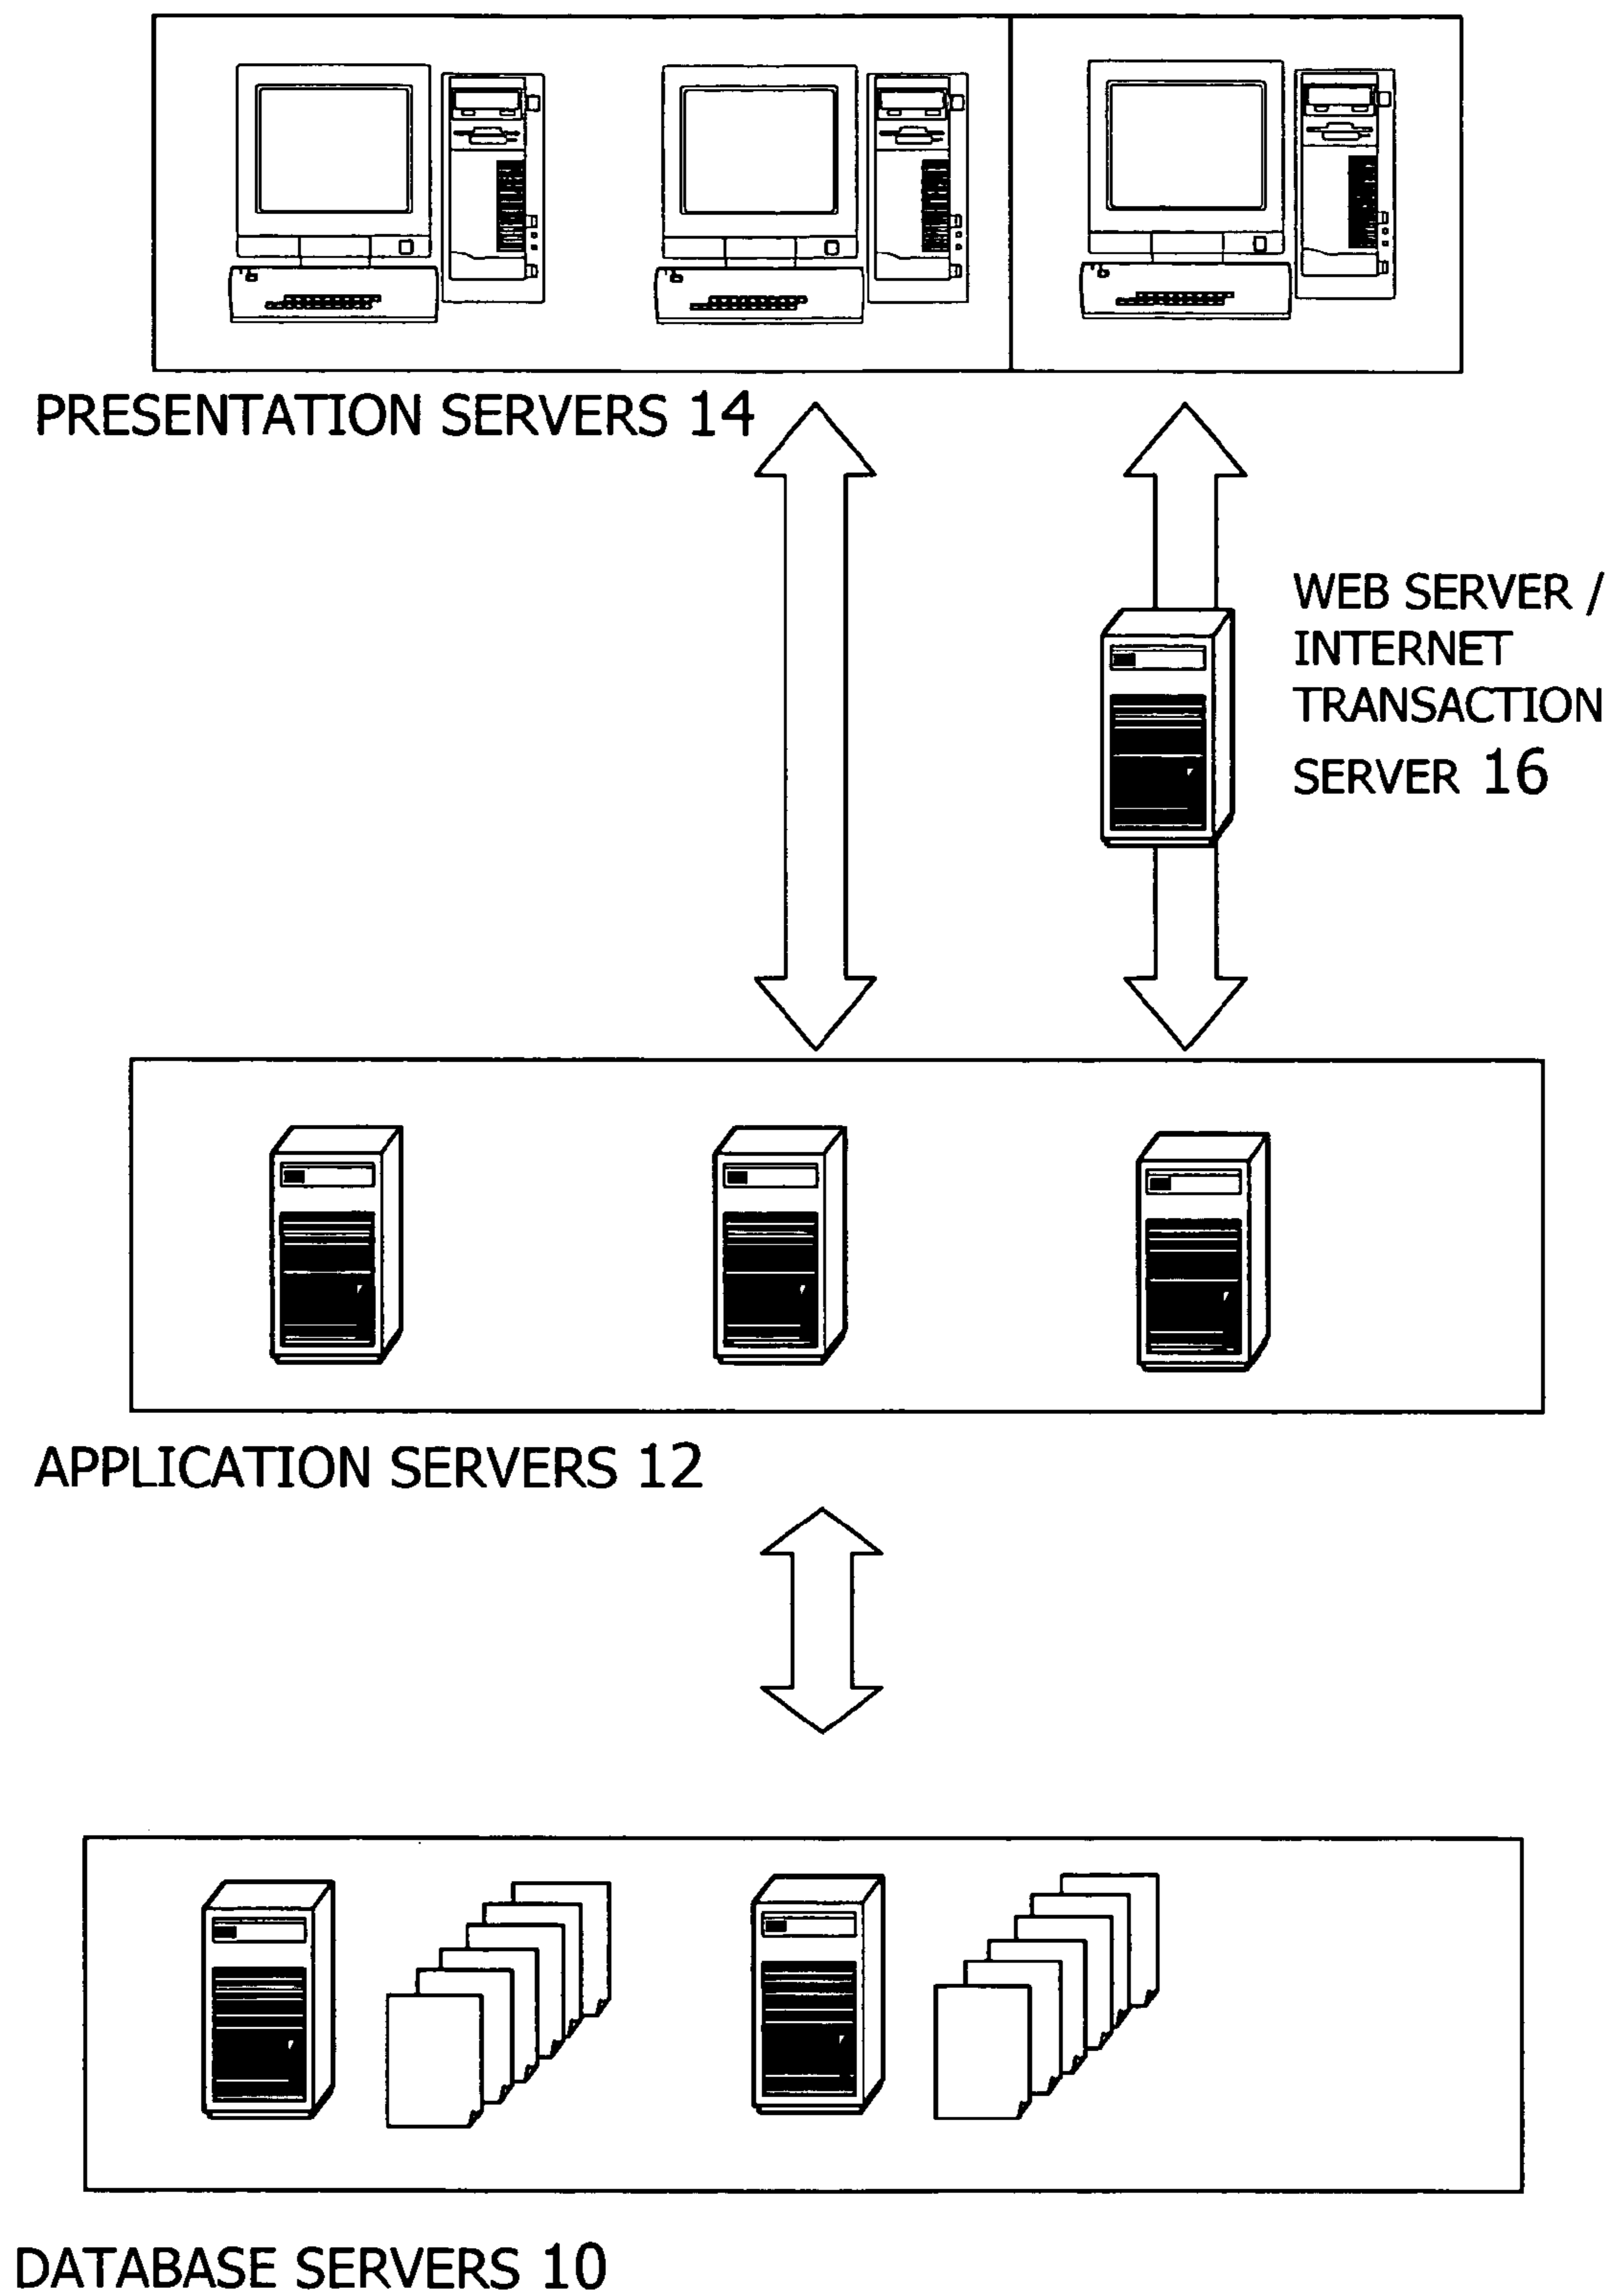 PRESENTATION SERVERS 14
WEB SERVER /
INTERNET
TRANSACTION
SERVER 16
APPLICATION SERVERS 12
DATABASE SERVERS 10